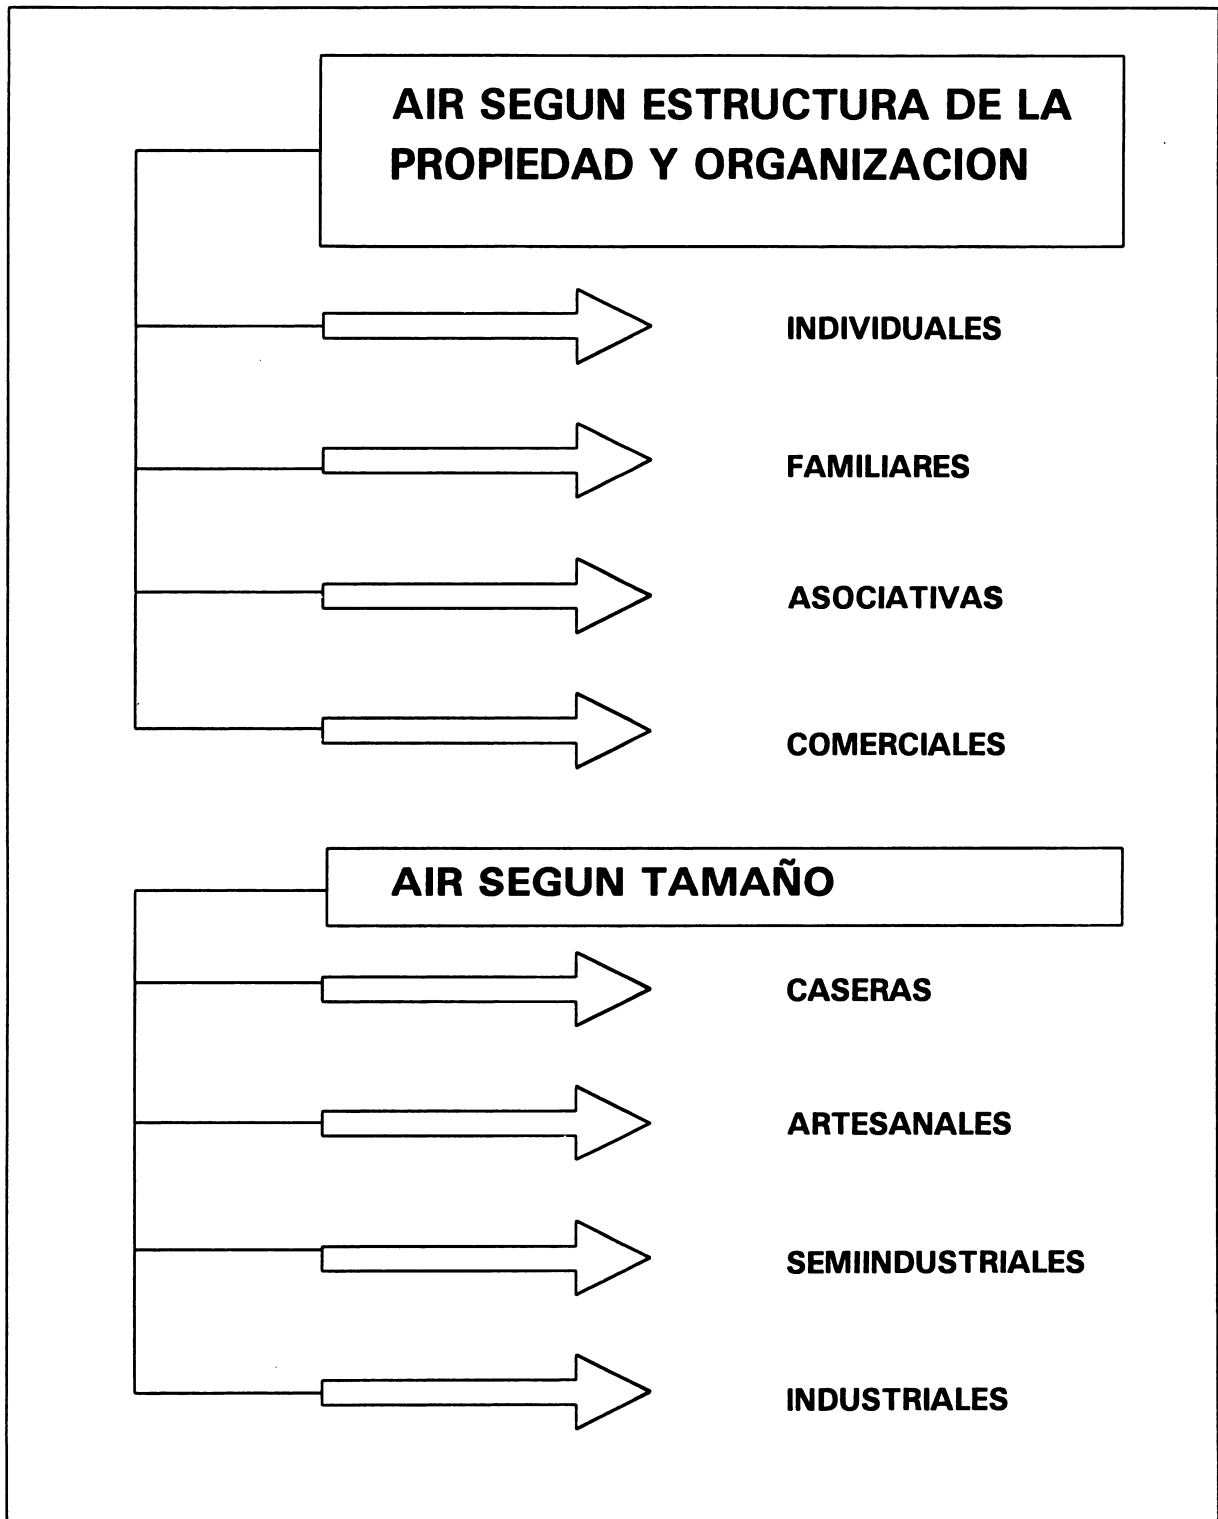 AIR SEGUN ESTRUCTURA DE LA
PROPIEDAD Y ORGANIZACION
INDIVIDUALES
FAMILIARES
ASOCIATIVAS
COMERCIALES
AIR SEGUN TAMAÑO
CASERAS
ARTESANALES
SEMIINDUSTRIALES
INDUSTRIALES